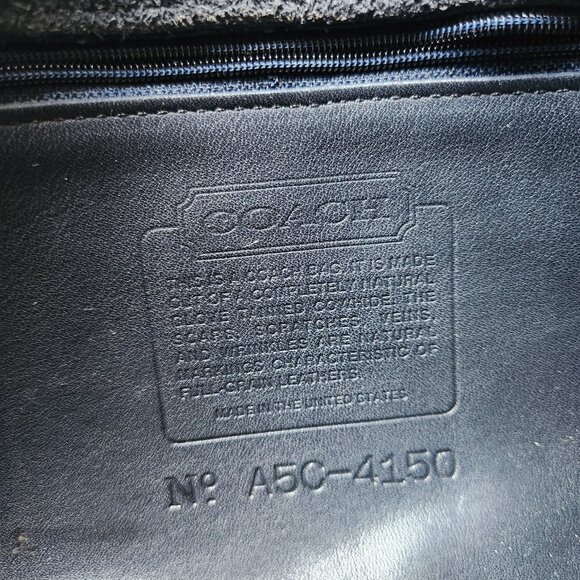 COACH
THIS IS A COACH BAG. IT IS MADE
OUT OF A COMPLETELY NATURAL
GLOVE TANNED COWHIDE. THE
SCARS, SCRATCHES, VEINS,
AND WRINKLES ARE NATURAL
MARKINGS CHARACTERISTIC OF
FULL-GRAIN LEATHERS.
MADE IN THE UNITED STATES
Nº A5C-4150